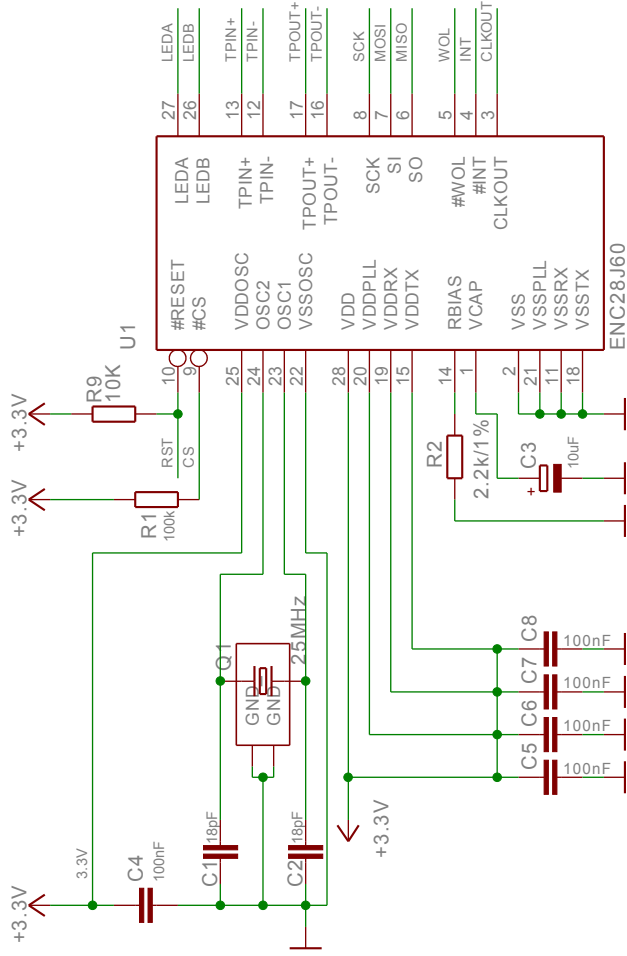 LEDA
LEDB
TPIN+
TPIN-
TPOUT+
TPOUT-
SCK
MOSI
MISO
WOL
INT
CLKOUT
27
26
13
12
17
16
8
7
6
5
4
3
LEDA
LEDB
TPIN+
TPIN-
TPOUT+
TPOUT-
SCK
SI
SO
#WOL
#INT
CLKOUT
#RESET
#CS
VDDOSC
OSC2
OSC1
VSSOSC
VDD
VDDPLL
VDDRX
VDDTX
RBIAS
VCAP
VSS
VSSPLL
VSSRX
VSSTX
U1
ENC28J60
10
9
25
24
23
22
28
20
19
15
14
1
2
21
11
18
+3.3V
R9
10K
RST
CS
+3.3V
R1
100k
R2
2.2k/1%
C3
10uF
+
Q1
25MHz
GND
GND
C8
100nF
C7
100nF
C6
100nF
C5
100nF
+3.3V
C1
18pF
C2
18pF
3.3V
C4
100nF
+3.3V